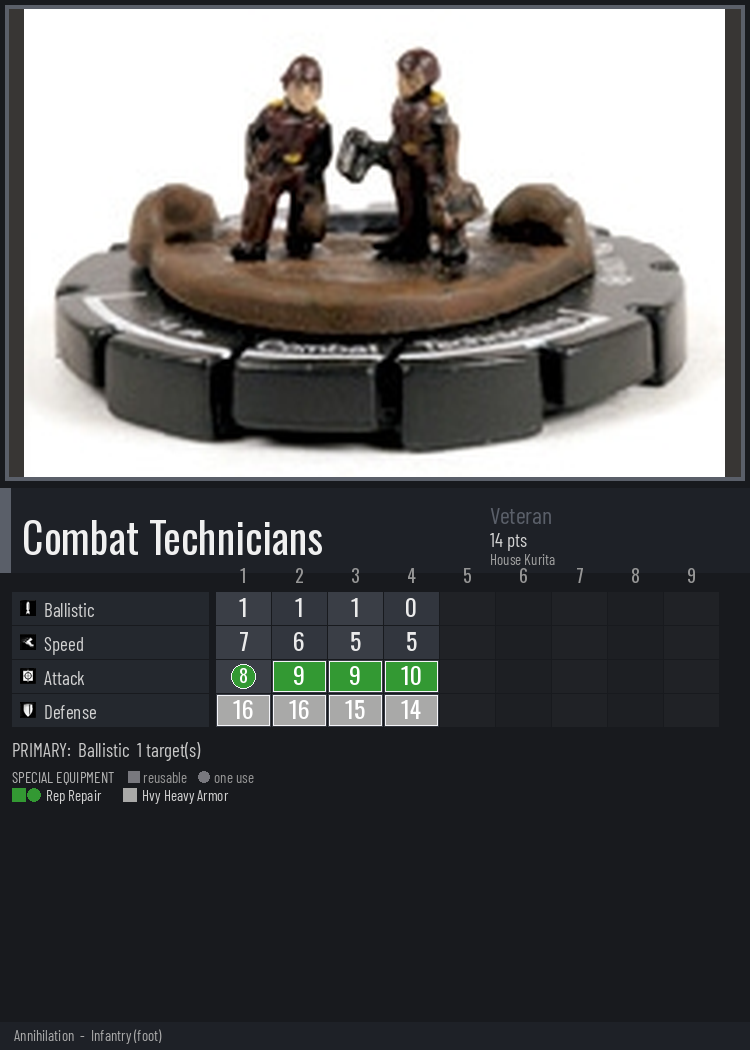 Combat Technicians
Combat Technicians
Veteran
14 pts
House Kurita
1 2 3 4 5 6 7 8 9
Ballistic 1 1 1 0
Speed 7 6 5 5
Attack 8 9 9 10
Defense 16 16 15 14
PRIMARY: Ballistic 1 target(s)
SPECIAL EQUIPMENT reusable one use
Rep Repair Hvy Heavy Armor
Annihilation - Infantry (foot)